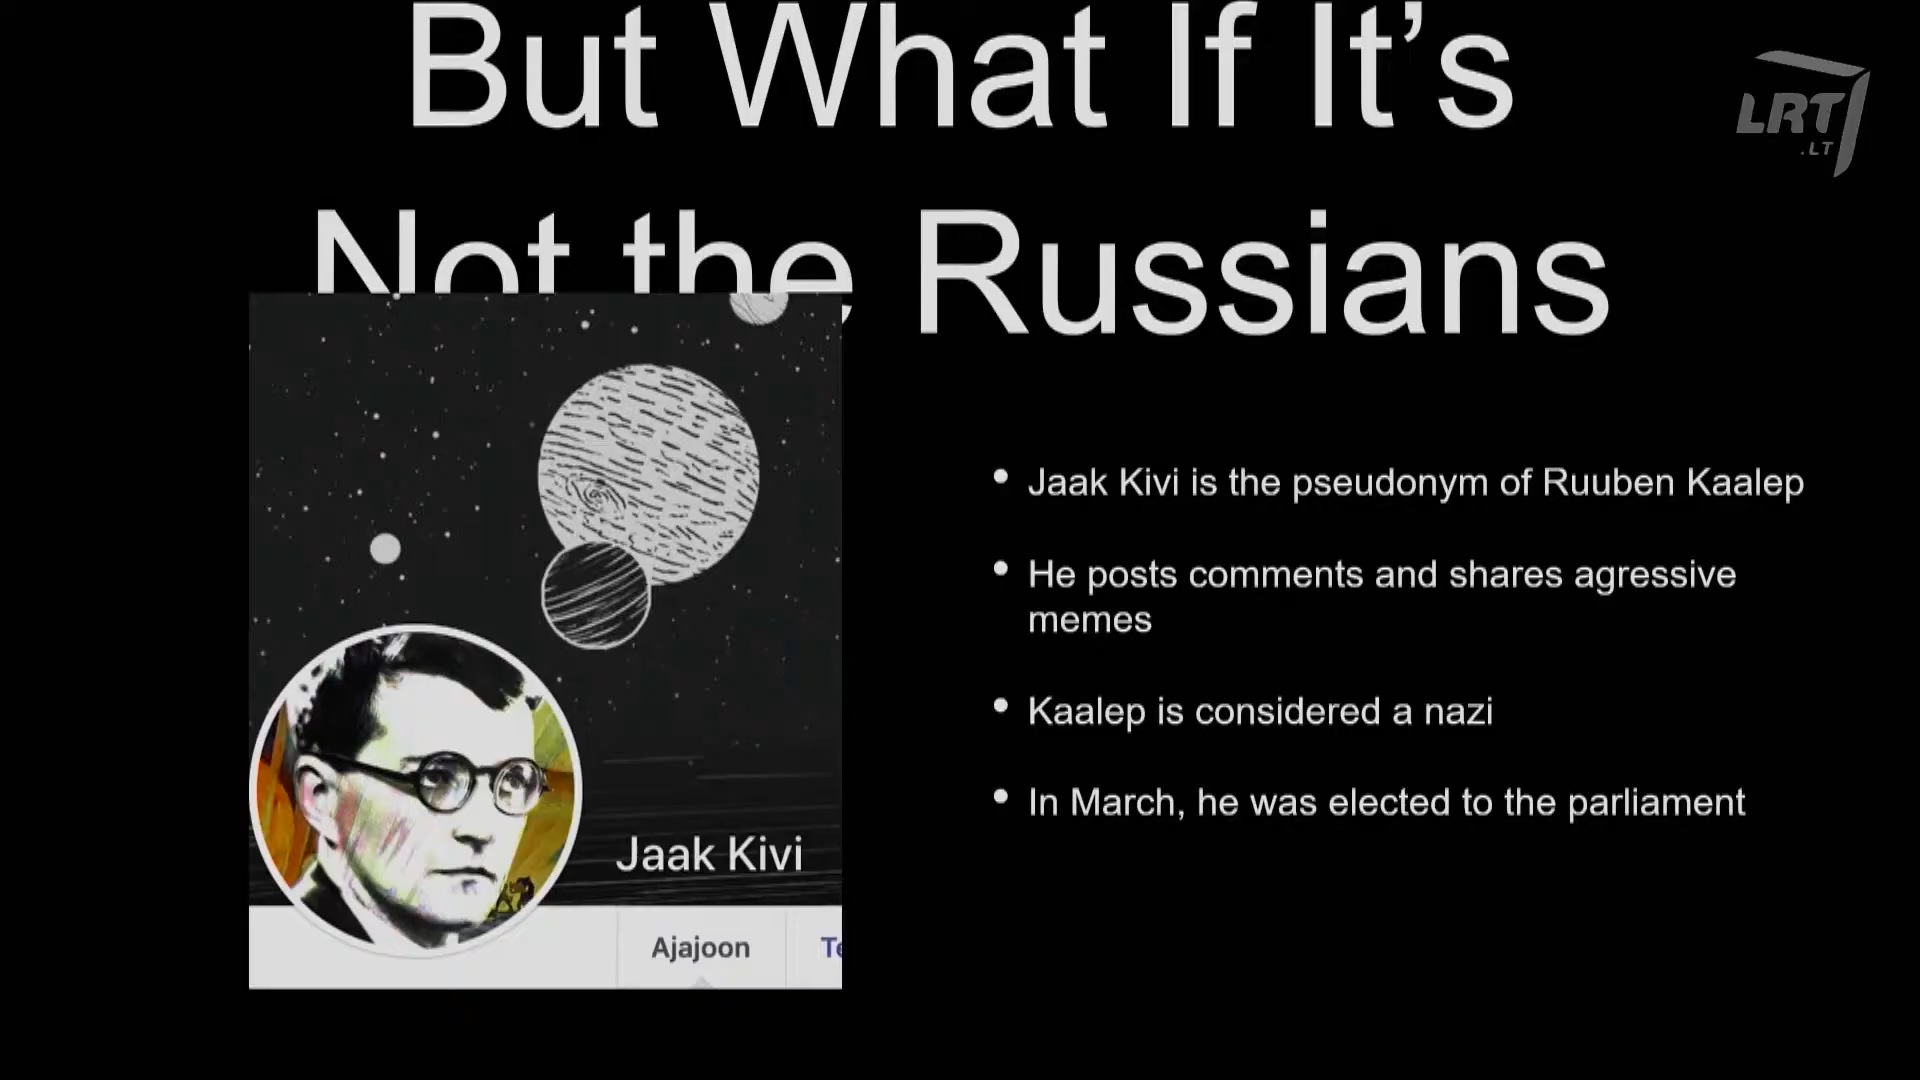 But What If It's
Not the Russians
LRT
.LT
Jaak Kivi is the pseudonym of Ruuben Kaalep
He posts comments and shares agressive
memes
Kaalep is considered a nazi
In March, he was elected to the parliament
Jaak Kivi
Ajajoon